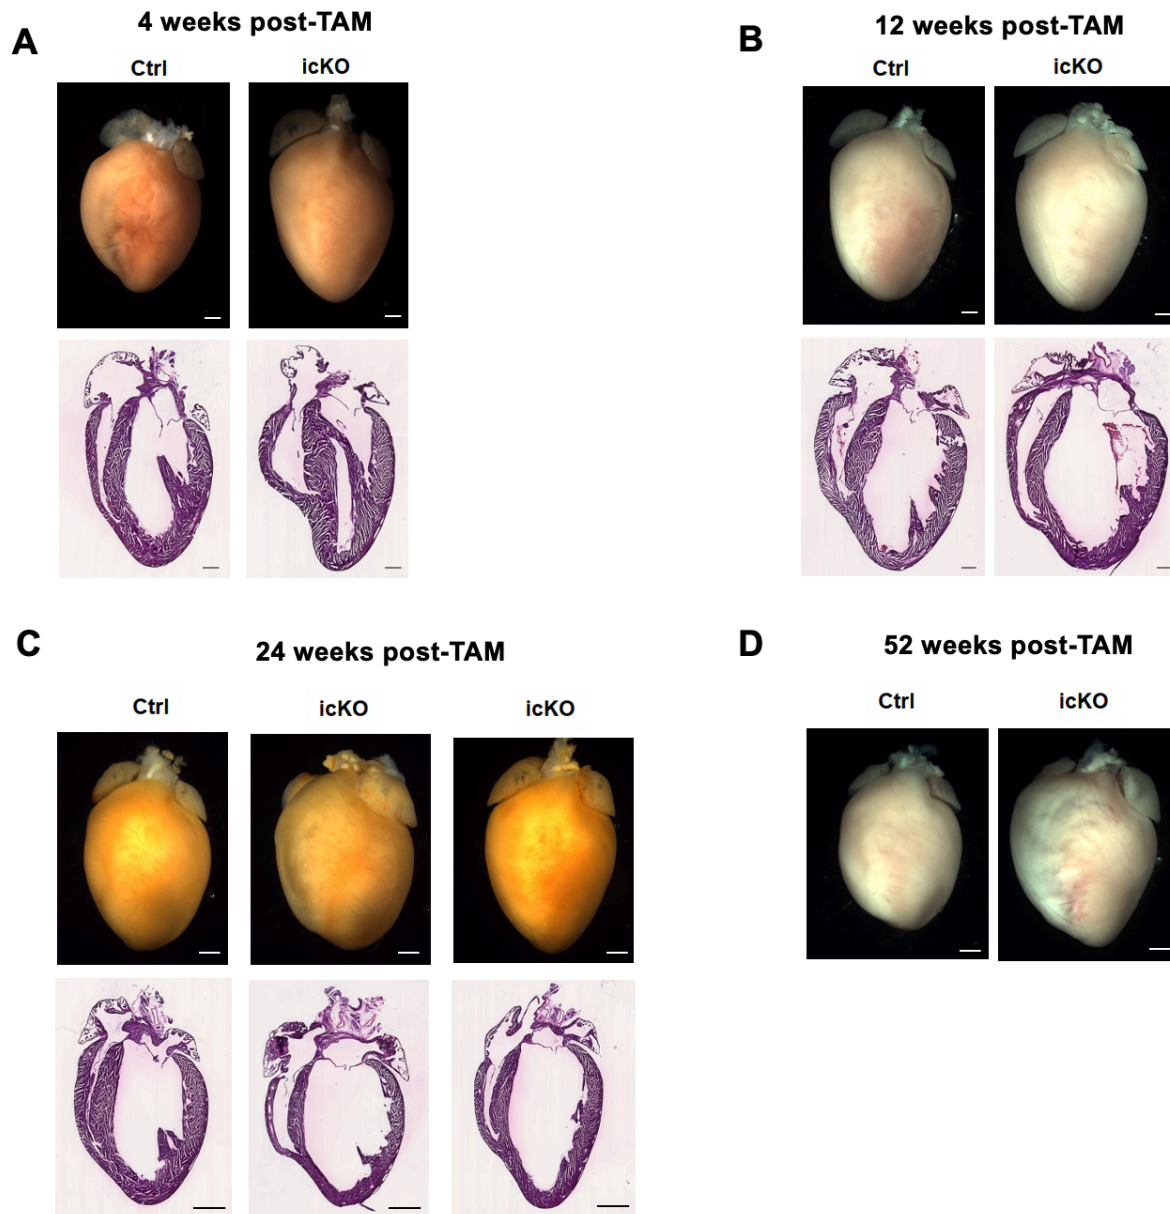 A
4 weeks post-TAM
Ctrl
icKO
B
12 weeks post-TAM
Ctrl
icKO
C
24 weeks post-TAM
Ctrl
icKO
icKO
D
52 weeks post-TAM
Ctrl
icKO